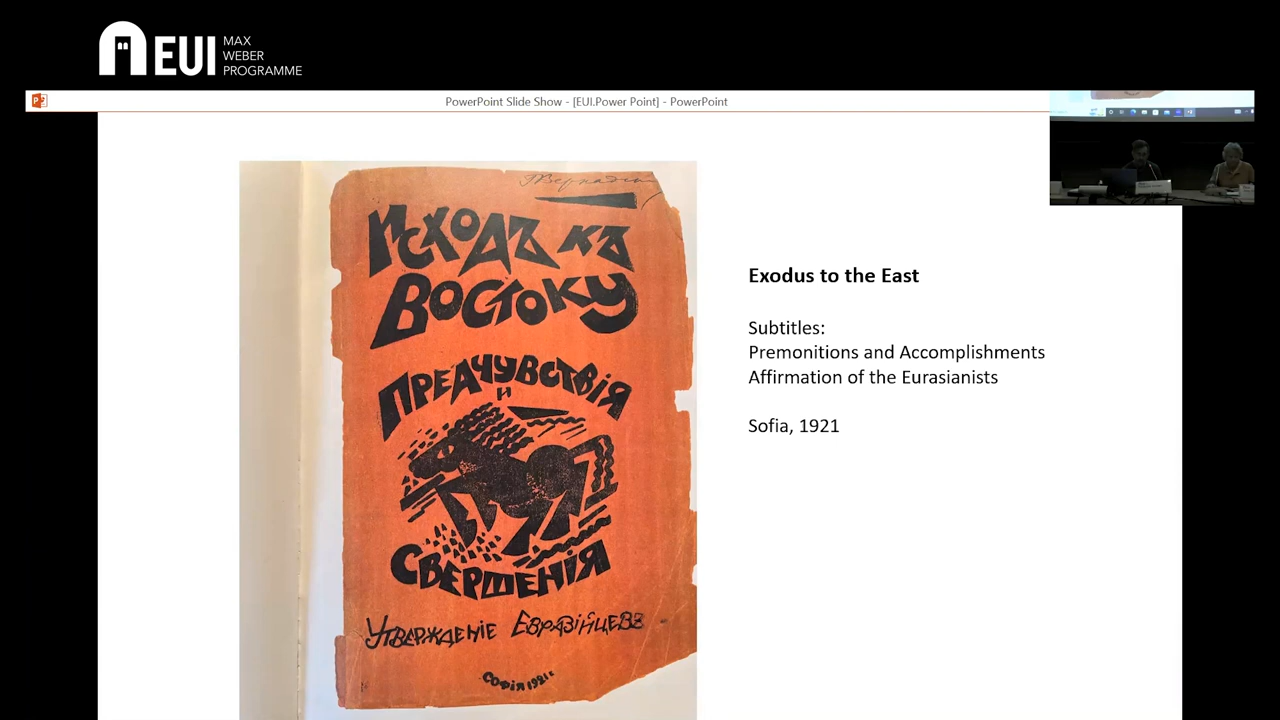 EUI
MAX
WEBER
PROGRAMME
PowerPoint Slide Show - [EUI.Power Point] - PowerPoint
Исходъ къ
Востоку
Предчувствія
и
Свершенія
Утвержденіе Евразійцевъ
Софія 1921 г.
Exodus to the East
Subtitles:
Premonitions and Accomplishments
Affirmation of the Eurasianists
Sofia, 1921